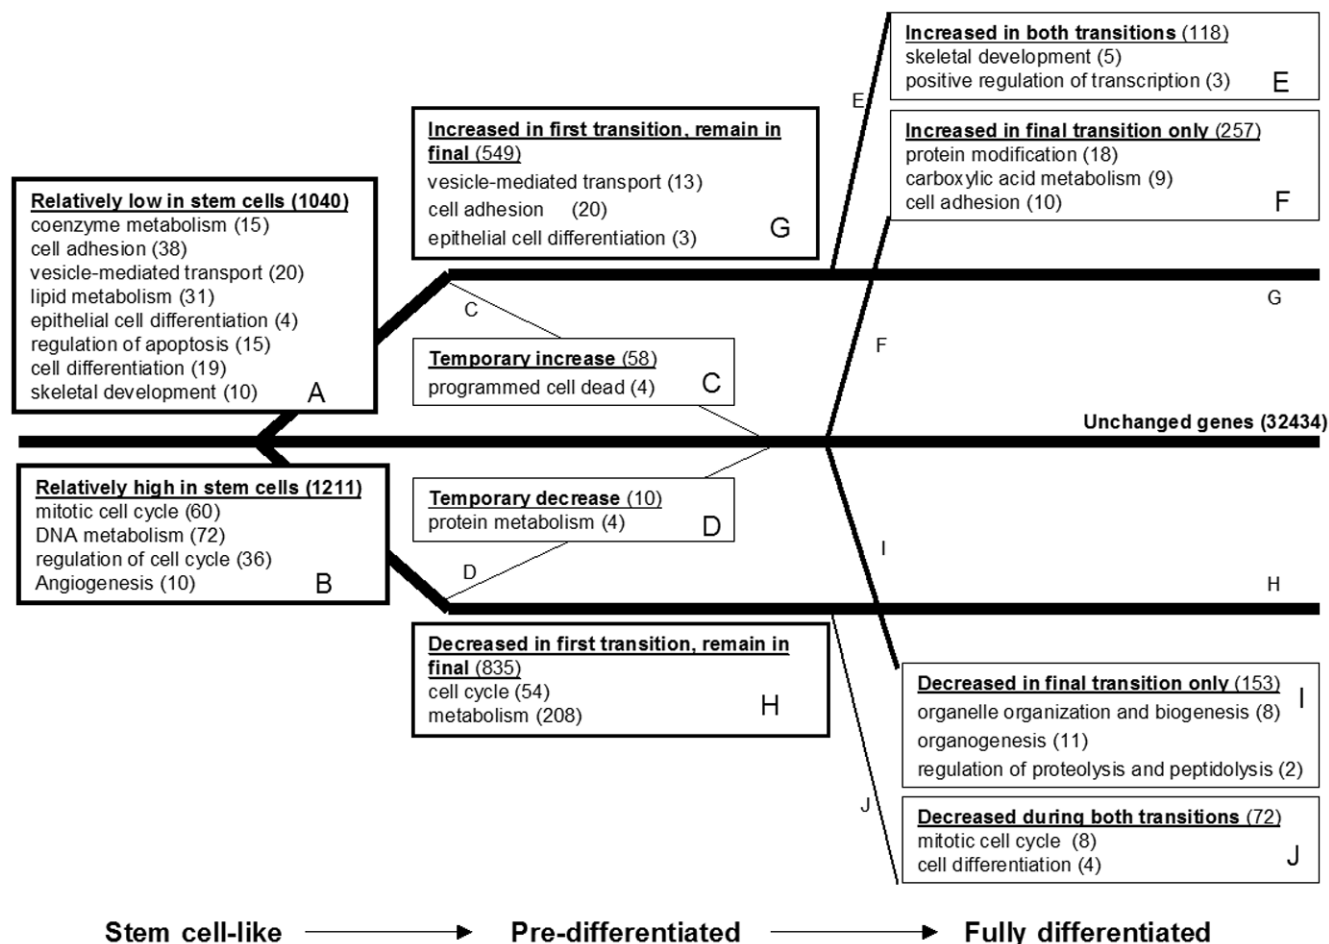 Relatively low in stem cells (1040)
coenzyme metabolism (15)
cell adhesion (38)
vesicle-mediated transport (20)
lipid metabolism (31)
epithelial cell differentiation (4)
regulation of apoptosis (15)
cell differentiation (19)
skeletal development (10)
A
Relatively high in stem cells (1211)
mitotic cell cycle (60)
DNA metabolism (72)
regulation of cell cycle (36)
Angiogenesis (10)
B
Increased in first transition, remain in
final (549)
vesicle-mediated transport (13)
cell adhesion (20)
epithelial cell differentiation (3)
G
C
Temporary increase (58)
programmed cell dead (4)
C
Temporary decrease (10)
protein metabolism (4)
D
D
Decreased in first transition, remain in
final (835)
cell cycle (54)
metabolism (208)
H
E
Increased in both transitions (118)
skeletal development (5)
positive regulation of transcription (3)
E
Increased in final transition only (257)
protein modification (18)
carboxylic acid metabolism (9)
cell adhesion (10)
F
G
F
Unchanged genes (32434)
I
H
Decreased in final transition only (153)
organelle organization and biogenesis (8)
organogenesis (11)
regulation of proteolysis and peptidolysis (2)
I
J
Decreased during both transitions (72)
mitotic cell cycle (8)
cell differentiation (4)
J
Stem cell-like
Pre-differentiated
Fully differentiated